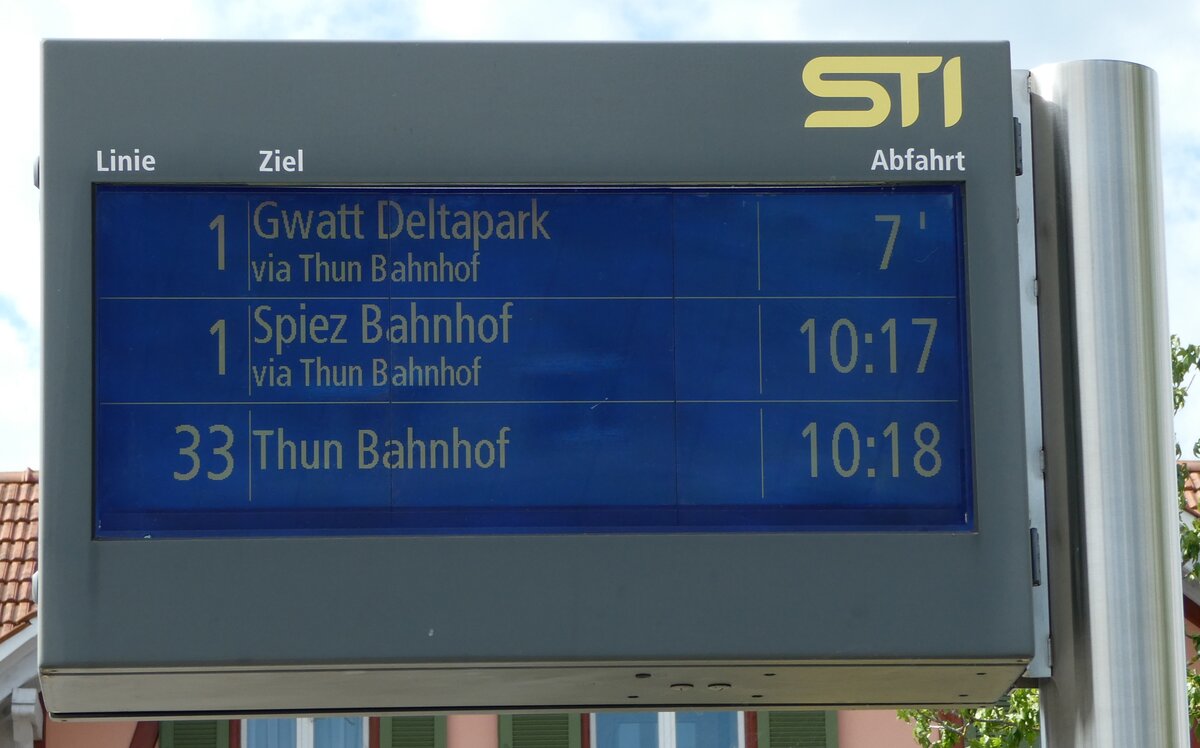 STI
Linie Ziel Abfahrt
1 Gwatt Deltapark 7'
via Thun Bahnhof
1 Spiez Bahnhof 10:17
via Thun Bahnhof
33 Thun Bahnhof 10:18